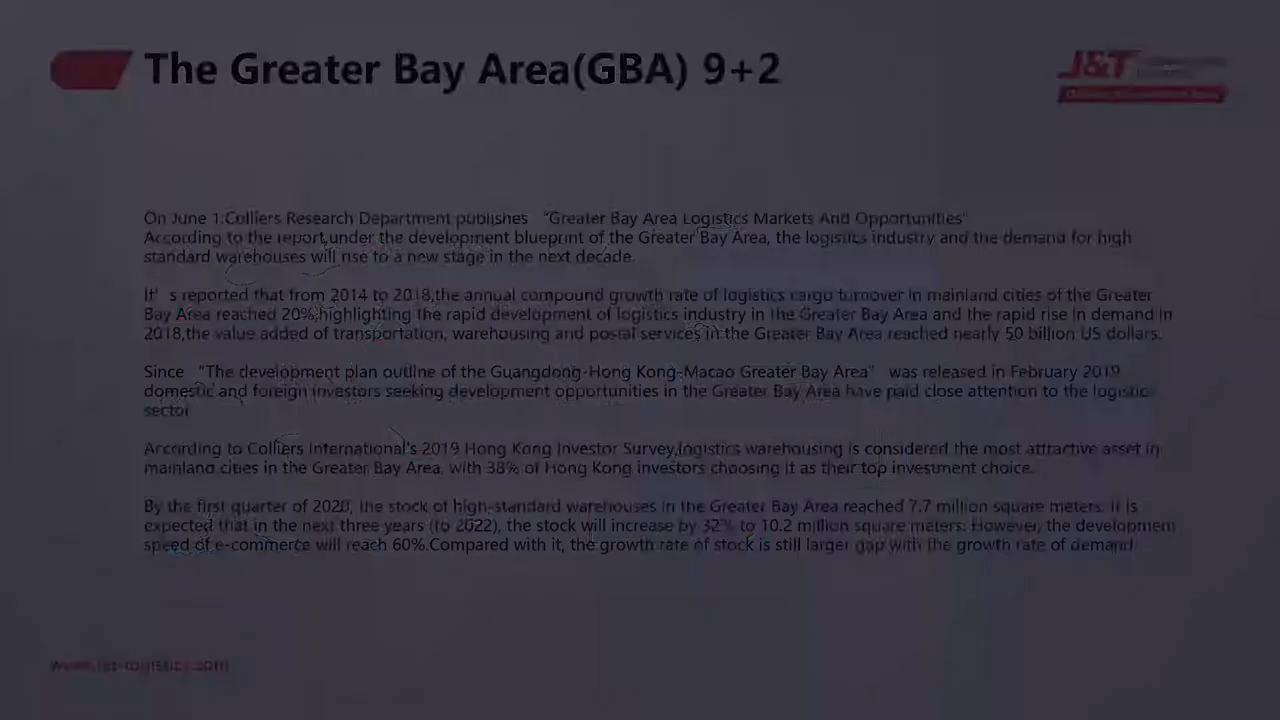 The Greater Bay Area(GBA) 9+2
J&T
On June 1,Colliers Research Department publishes “Greater Bay Area Logistics Markets And Opportunities”
According to the report,under the development blueprint of the Greater Bay Area, the logistics industry and the demand for high
standard warehouses will rise to a new stage in the next decade.
It’s reported that from 2014 to 2018,the annual compound growth rate of logistics cargo turnover in mainland cities of the Greater
Bay Area reached 20%,highlighting the rapid development of logistics industry in the Greater Bay Area and the rapid rise in demand in
2018,the value added of transportation, warehousing and postal services in the Greater Bay Area reached nearly 50 billion US dollars.
Since “The development plan outline of the Guangdong-Hong Kong-Macao Greater Bay Area” was released in February 2019
domestic and foreign investors seeking development opportunities in the Greater Bay Area have paid close attention to the logistic
sector
According to Colliers International's 2019 Hong Kong Investor Survey,logistics warehousing is considered the most attractive asset in
mainland cities in the Greater Bay Area, with 38% of Hong Kong investors choosing it as their top investment choice.
By the first quarter of 2020, the stock of high-standard warehouses in the Greater Bay Area reached 7.7 million square meters. It is
expected that in the next three years (to 2022), the stock will increase by 32% to 10.2 million square meters. However, the development
speed of e-commerce will reach 60%.Compared with it, the growth rate of stock is still larger gap with the growth rate of demand